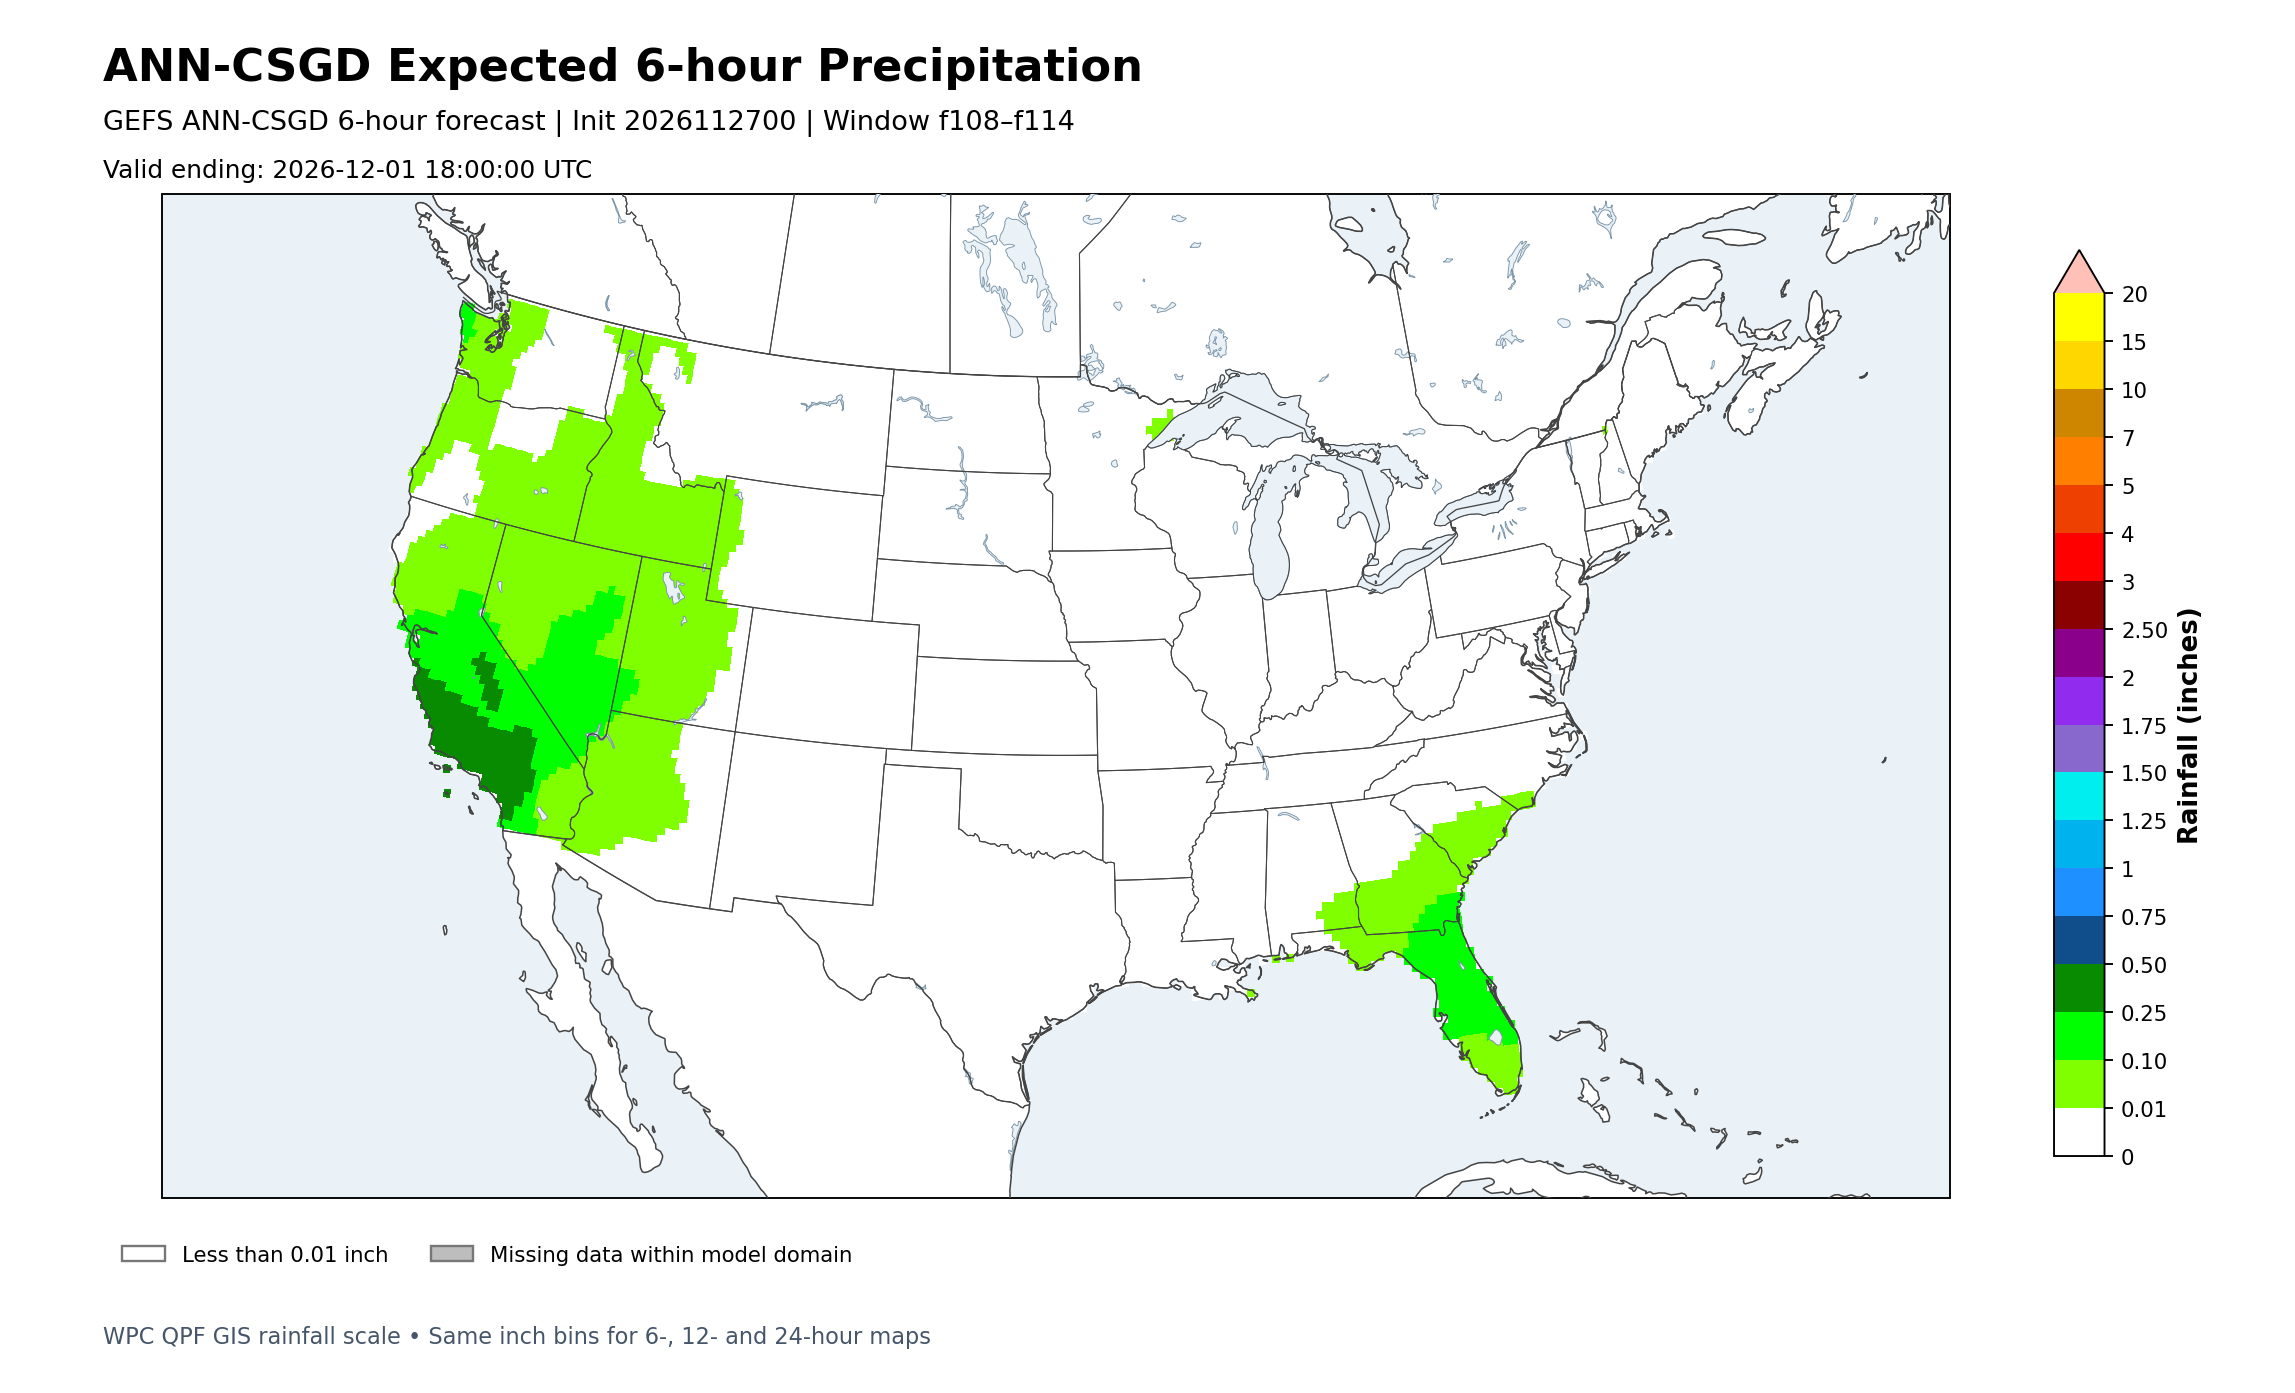 ANN-CSGD Expected 6-hour Precipitation
GEFS ANN-CSGD 6-hour forecast | Init 2026112700 | Window f108–f114
Valid ending: 2026-12-01 18:00:00 UTC
20
15
10
7
5
4
3
2.50
2
1.75
1.50
1.25
1
0.75
0.50
0.25
0.10
0.01
0
Rainfall (inches)
Less than 0.01 inch
Missing data within model domain
WPC QPF GIS rainfall scale • Same inch bins for 6-, 12- and 24-hour maps